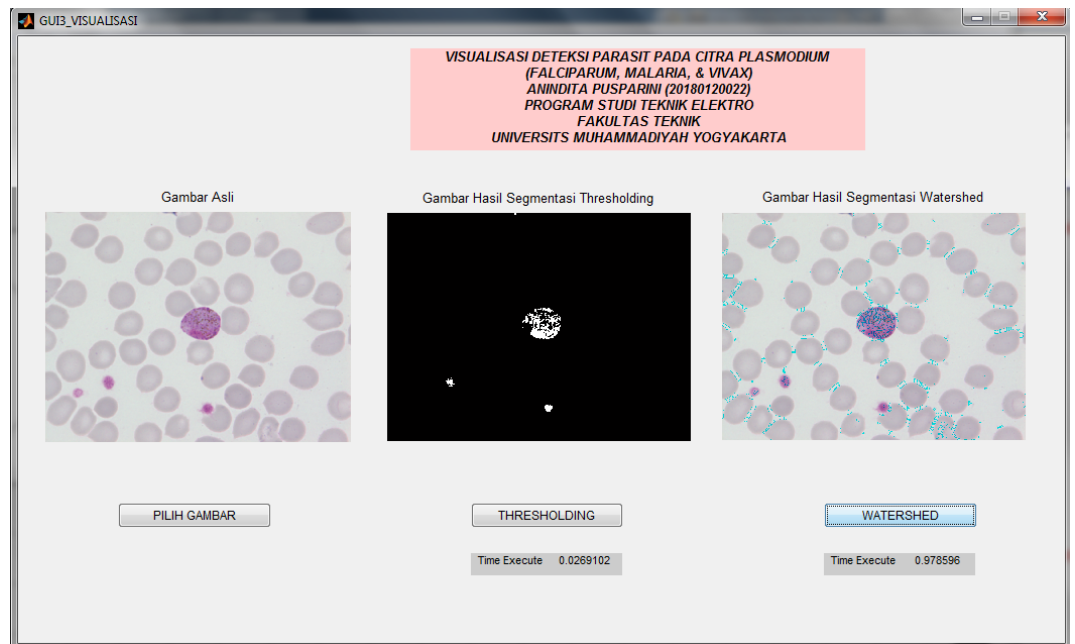 GUI3_VISUALISASI
VISUALISASI DETEKSI PARASIT PADA CITRA PLASMODIUM
(FALCIPARUM, MALARIA, & VIVAX)
ANINDITA PUSPARINI (20180120022)
PROGRAM STUDI TEKNIK ELEKTRO
FAKULTAS TEKNIK
UNIVERSITS MUHAMMADIYAH YOGYAKARTA
Gambar Asli
Gambar Hasil Segmentasi Thresholding
Gambar Hasil Segmentasi Watershed
PILIH GAMBAR
THRESHOLDING
WATERSHED
Time Execute 0.0269102
Time Execute 0.978596